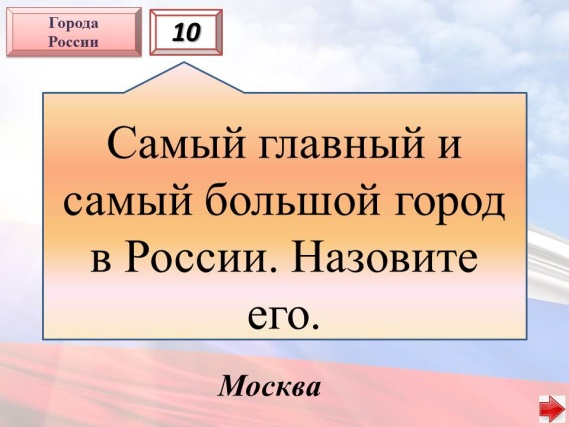 Города
России
10
Самый главный и
самый большой город
в России. Назовите
его.
Москва